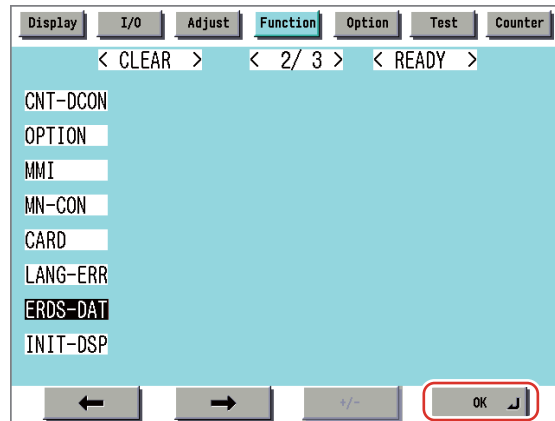 Display I/O Adjust Function Option Test Counter
< CLEAR > < 2/ 3 > < READY >
CNT-DCON
OPTION
MMI
MN-CON
CARD
LANG-ERR
ERDS-DAT
INIT-DSP
← → +/- OK ↵